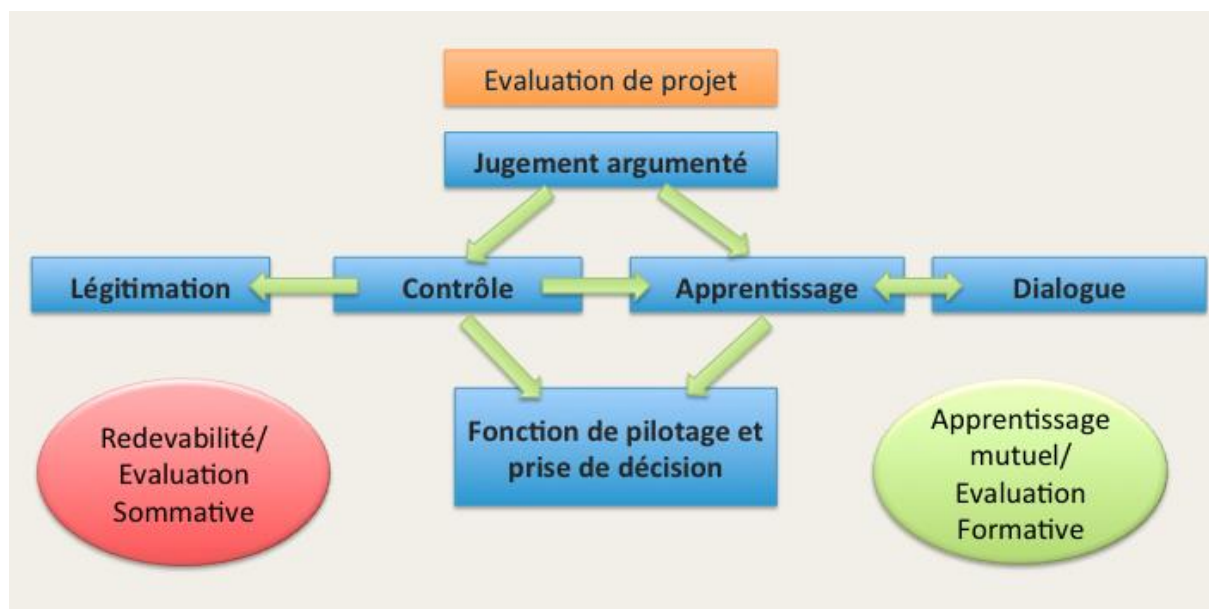 Evaluation de projet
Jugement argumenté
Légitimation
Contrôle
Apprentissage
Dialogue
Fonction de pilotage et
prise de décision
Redevabilité/
Evaluation
Sommative
Apprentissage
mutuel/
Evaluation
Formative